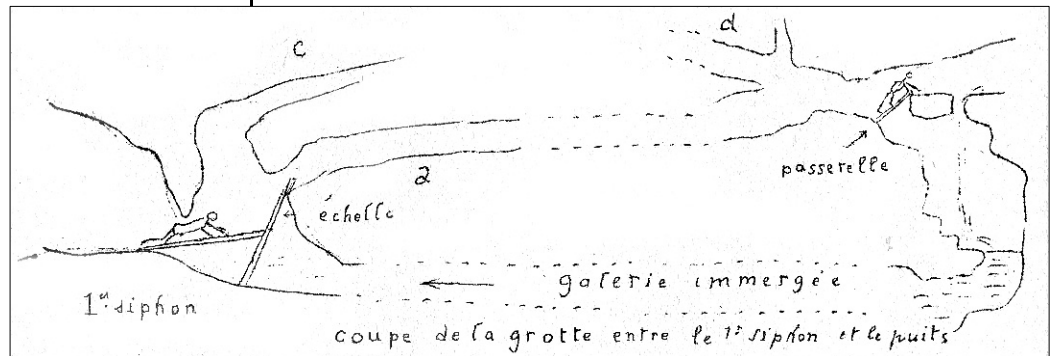 c
d
a
passerelle
échelle
galerie immergée
1er siphon
coupe de la grotte entre le 1er siphon et le puits